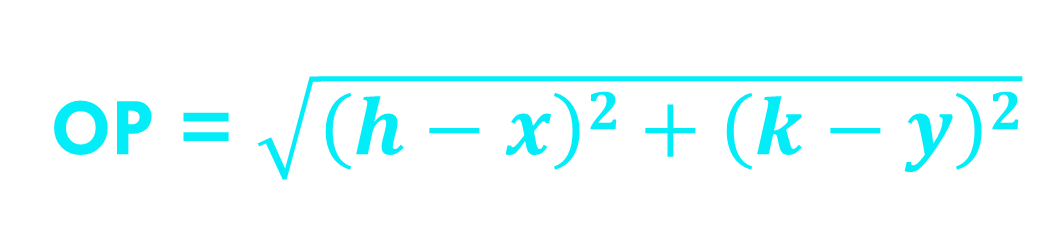 OP = √(h − x)² + (k − y)²